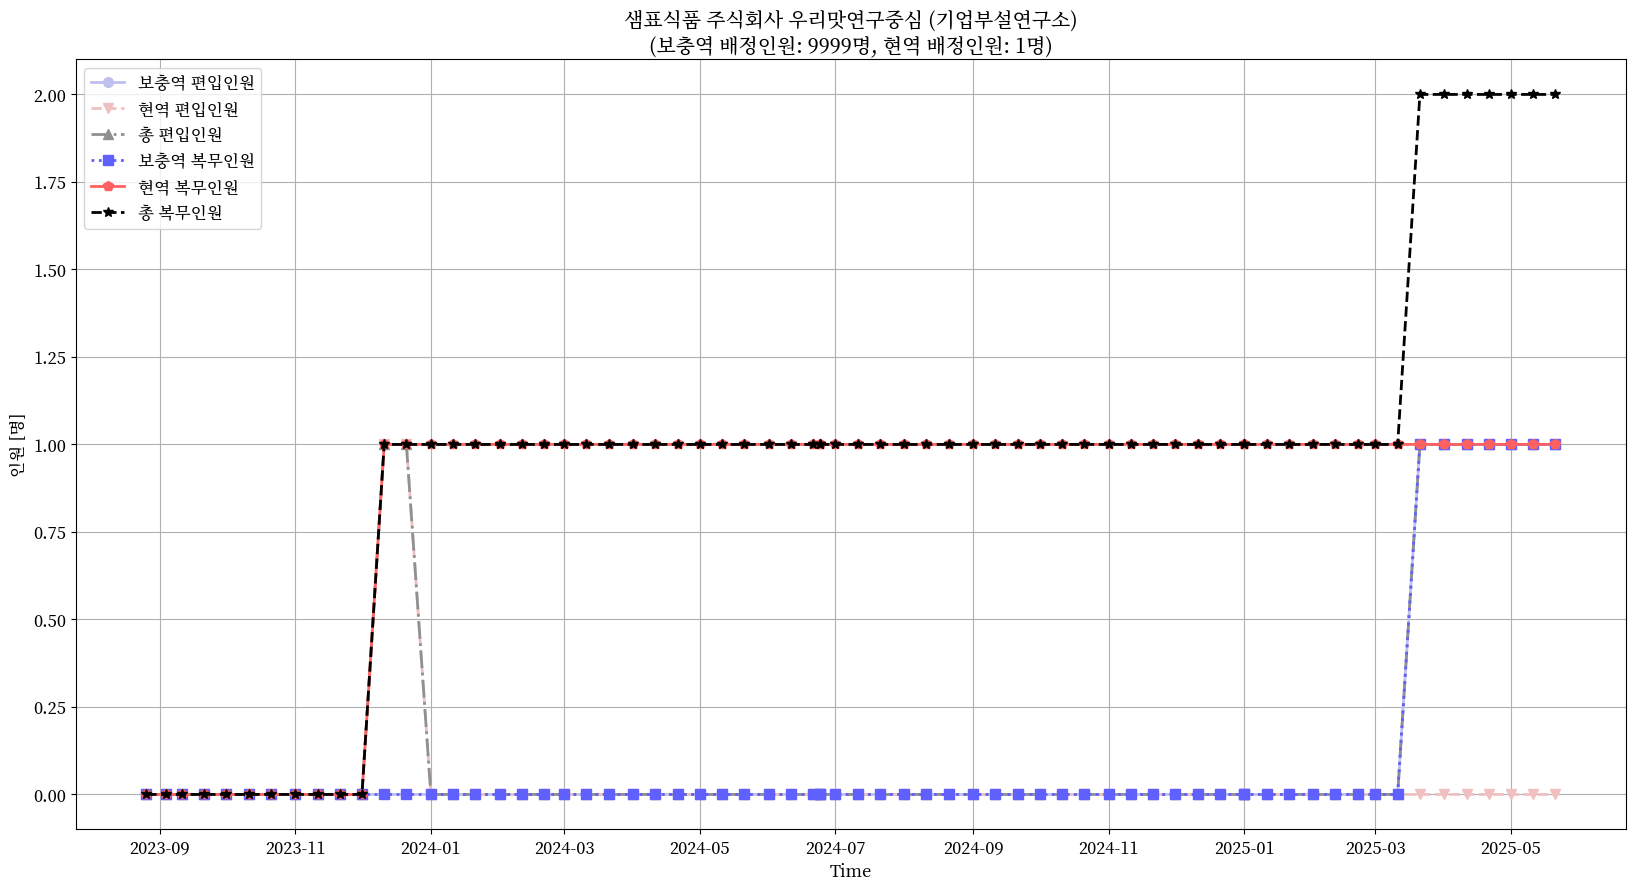 샘표식품 주식회사 우리맛연구중심 (기업부설연구소)
(보충역 배정인원: 9999명, 현역 배정인원: 1명)
보충역 편입인원
현역 편입인원
총 편입인원
보충역 복무인원
현역 복무인원
총 복무인원
인원 [명]
2.00
1.75
1.50
1.25
1.00
0.75
0.50
0.25
0.00
2023-09
2023-11
2024-01
2024-03
2024-05
2024-07
2024-09
2024-11
2025-01
2025-03
2025-05
Time